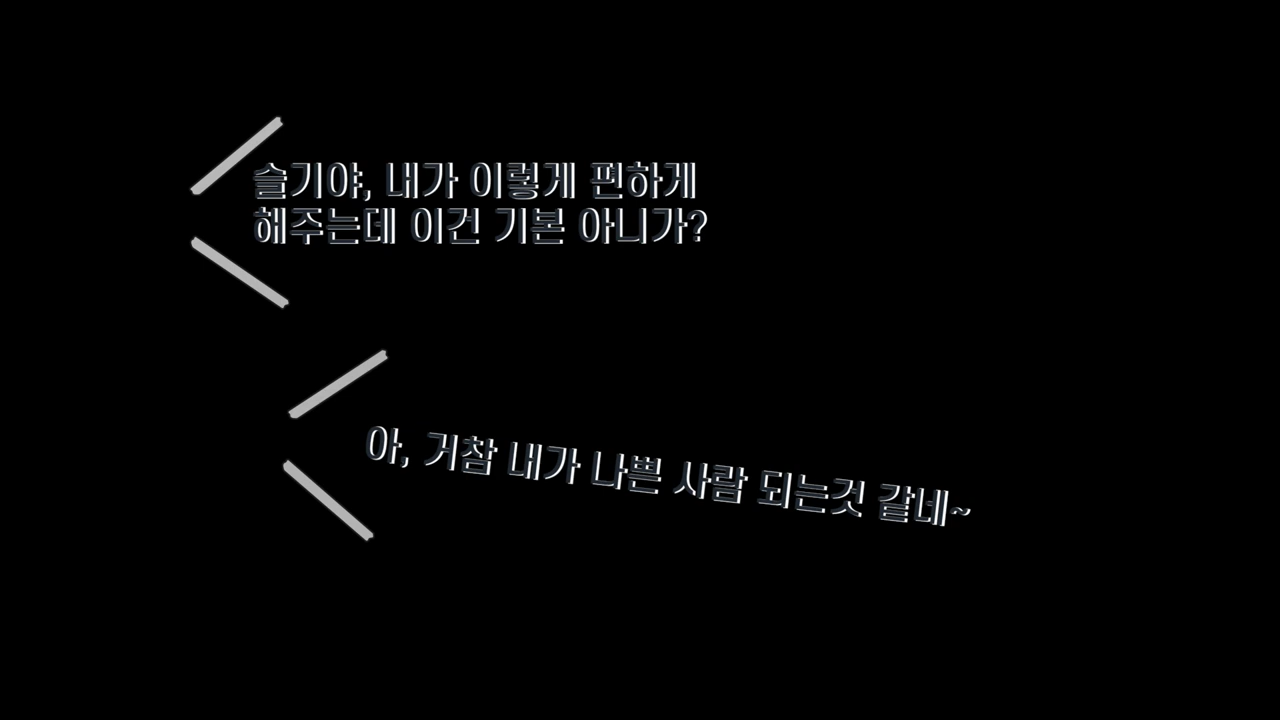 슬기야, 내가 이렇게 편하게
해주는데 이건 기본 아니가?
아, 거참 내가 나쁜 사람 되는것 같네~